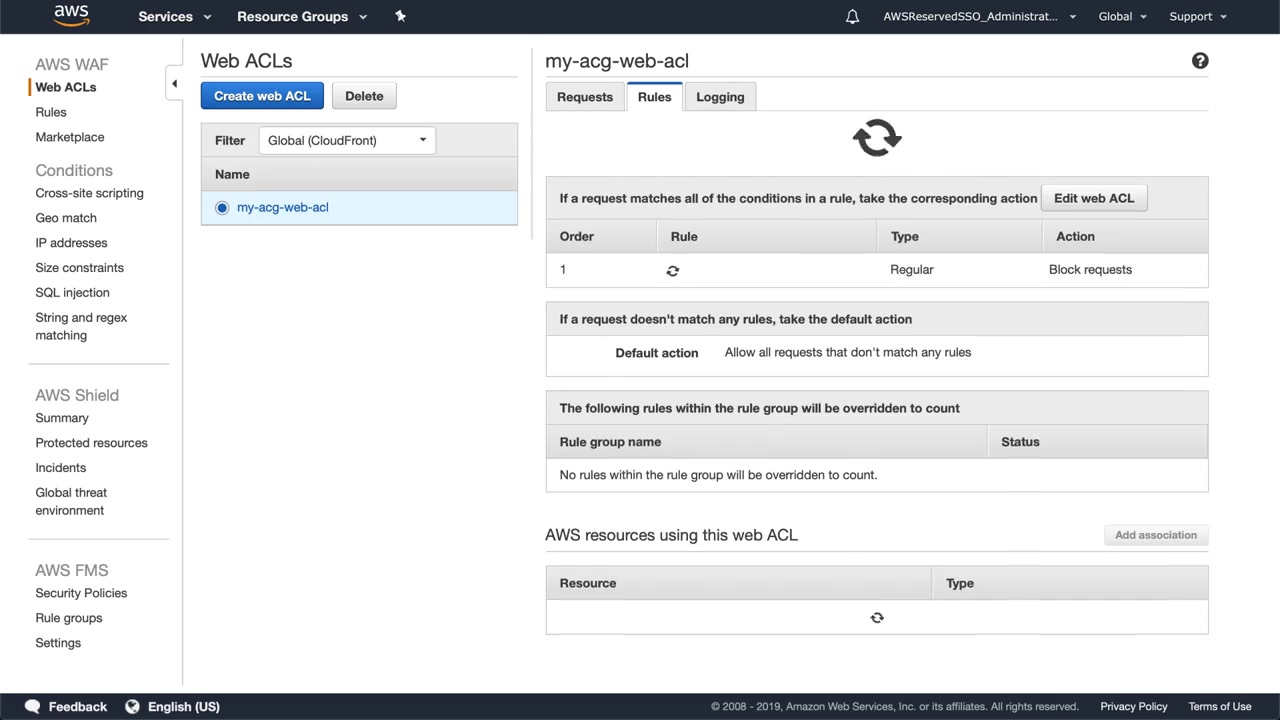 aws
Services
Resource Groups
AWSReservedSSO_Administrat...
Global
Support
AWS WAF
Web ACLs
Rules
Marketplace
Conditions
Cross-site scripting
Geo match
IP addresses
Size constraints
SQL injection
String and regex
matching
AWS Shield
Summary
Protected resources
Incidents
Global threat
environment
AWS FMS
Security Policies
Rule groups
Settings
Web ACLs
Create web ACL
Delete
Filter
Global (CloudFront)
Name
my-acg-web-acl
my-acg-web-acl
?
Requests
Rules
Logging
If a request matches all of the conditions in a rule, take the corresponding action
Edit web ACL
Order
Rule
Type
Action
1
Regular
Block requests
If a request doesn't match any rules, take the default action
Default action
Allow all requests that don't match any rules
The following rules within the rule group will be overridden to count
Rule group name
Status
No rules within the rule group will be overridden to count.
AWS resources using this web ACL
Add association
Resource
Type
Feedback
English (US)
© 2008 - 2019, Amazon Web Services, Inc. or its affiliates. All rights reserved.
Privacy Policy
Terms of Use